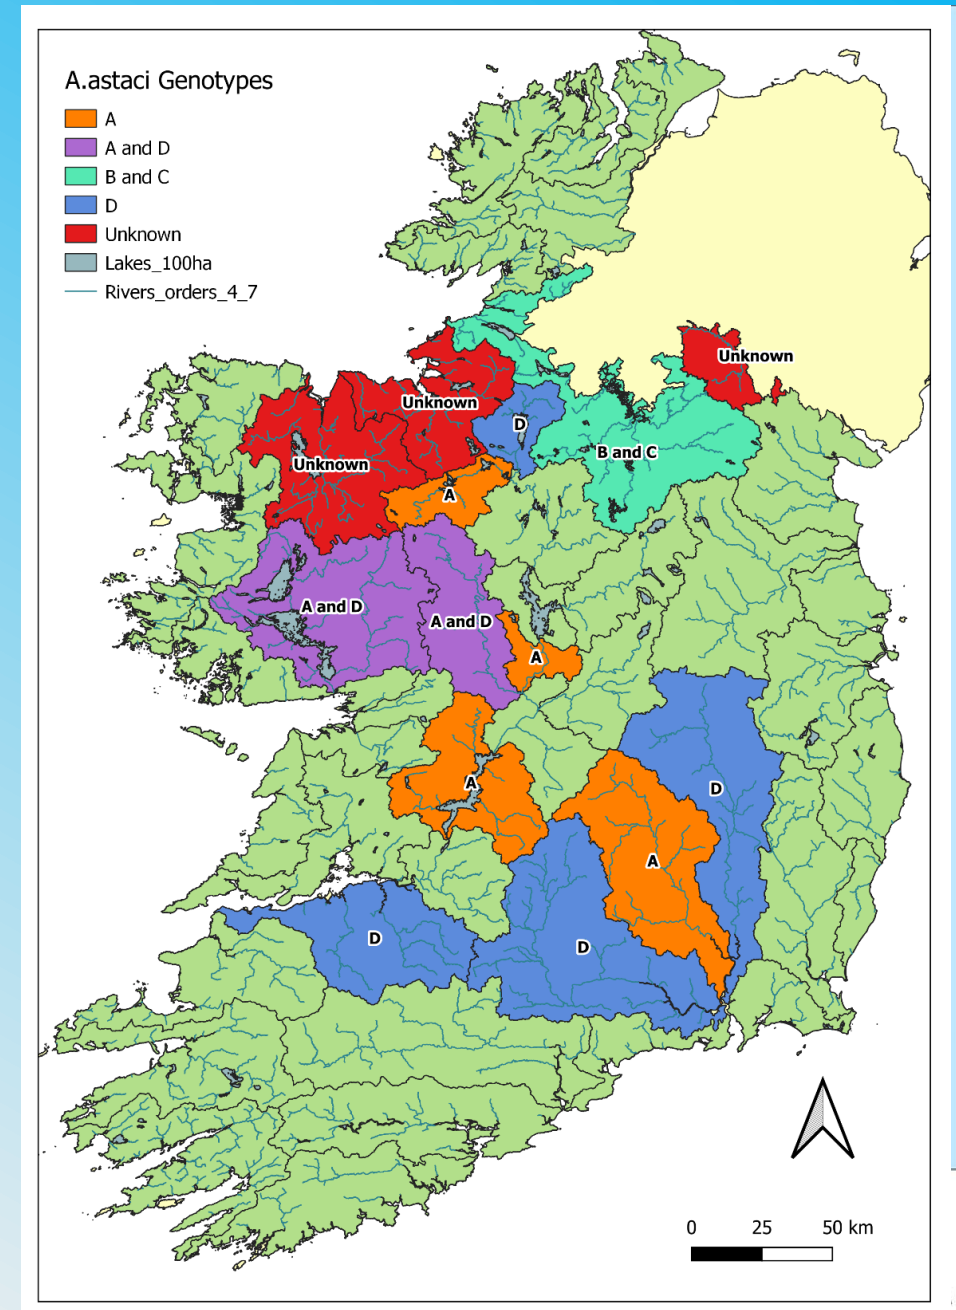 A.astaci Genotypes
A
A and D
B and C
D
Unknown
Lakes_100ha
Rivers_orders_4_7
Unknown
Unknown
D
B and C
Unknown
A
A and D
A and D
A
A
D
A
D
D
0 25 50 km